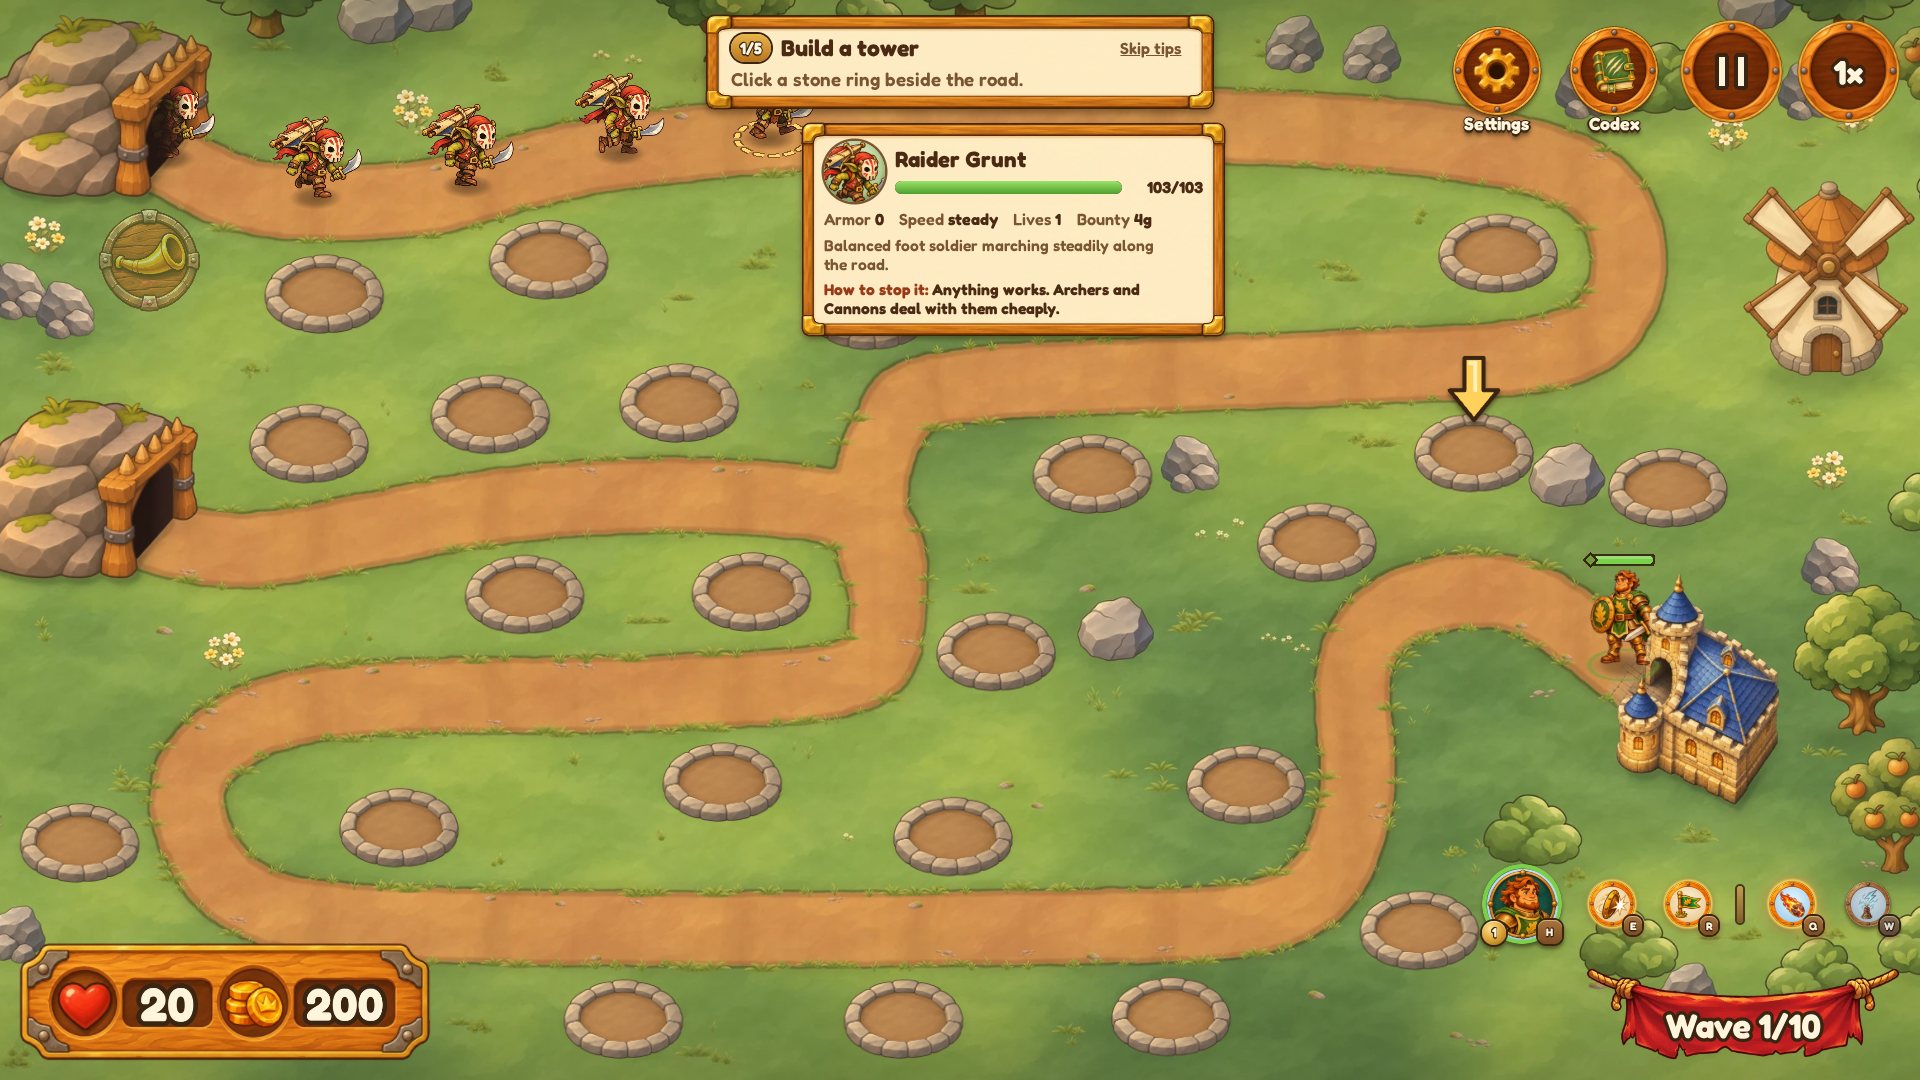 1/5 Build a tower Skip tips
Click a stone ring beside the road.
Settings
Codex
1x
Raider Grunt
103/103
Armor 0 Speed steady Lives 1 Bounty 4g
Balanced foot soldier marching steadily along
the road.
How to stop it: Anything works. Archers and
Cannons deal with them cheaply.
1 H E R Q W
20 200
Wave 1/10